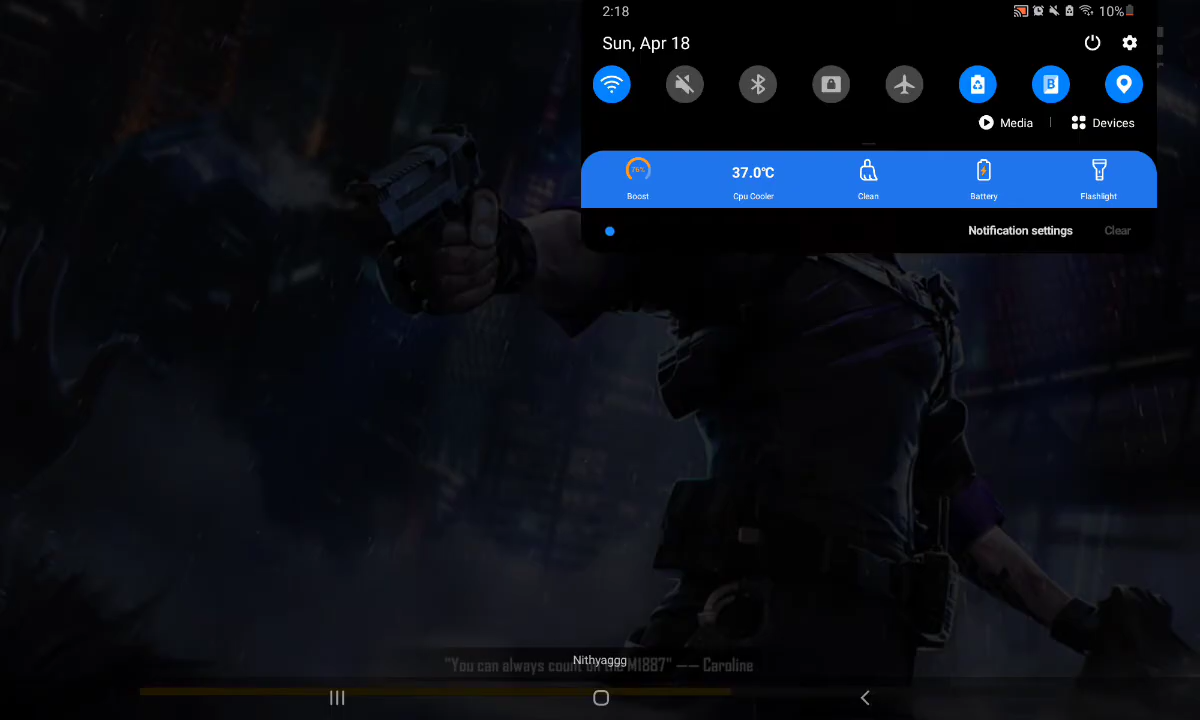 2:18
10%
Sun, Apr 18
Media
Devices
76%
37.0°C
Boost
Cpu Cooler
Clean
Battery
Flashlight
Notification settings
Clear
"You can always count on the M1887" —— Caroline
Nithyaggg